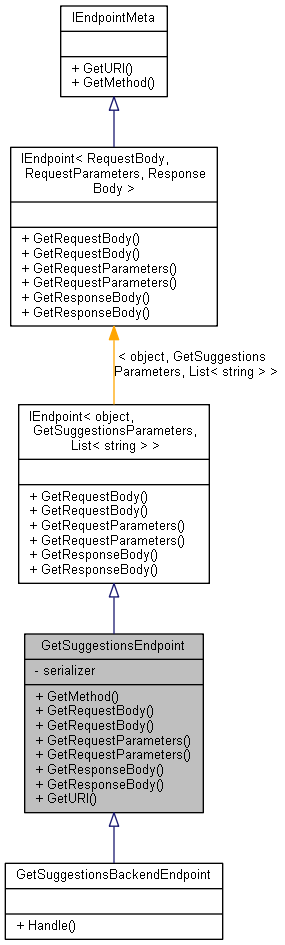 IEndpointMeta
+ GetURI()
+ GetMethod()
IEndpoint< RequestBody,
RequestParameters, Response
Body >
+ GetRequestBody()
+ GetRequestBody()
+ GetRequestParameters()
+ GetRequestParameters()
+ GetResponseBody()
+ GetResponseBody()
< object, GetSuggestions
Parameters, List< string > >
IEndpoint< object,
GetSuggestionsParameters,
List< string > >
+ GetRequestBody()
+ GetRequestBody()
+ GetRequestParameters()
+ GetRequestParameters()
+ GetResponseBody()
+ GetResponseBody()
GetSuggestionsEndpoint
- serializer
+ GetMethod()
+ GetRequestBody()
+ GetRequestBody()
+ GetRequestParameters()
+ GetRequestParameters()
+ GetResponseBody()
+ GetResponseBody()
+ GetURI()
GetSuggestionsBackendEndpoint
+ Handle()